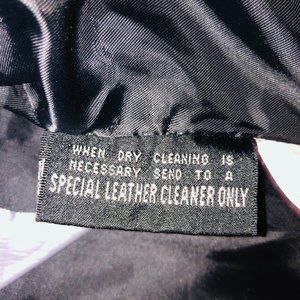 WHEN DRY CLEANING IS
NECESSARY SEND TO A
SPECIAL LEATHER CLEANER ONLY